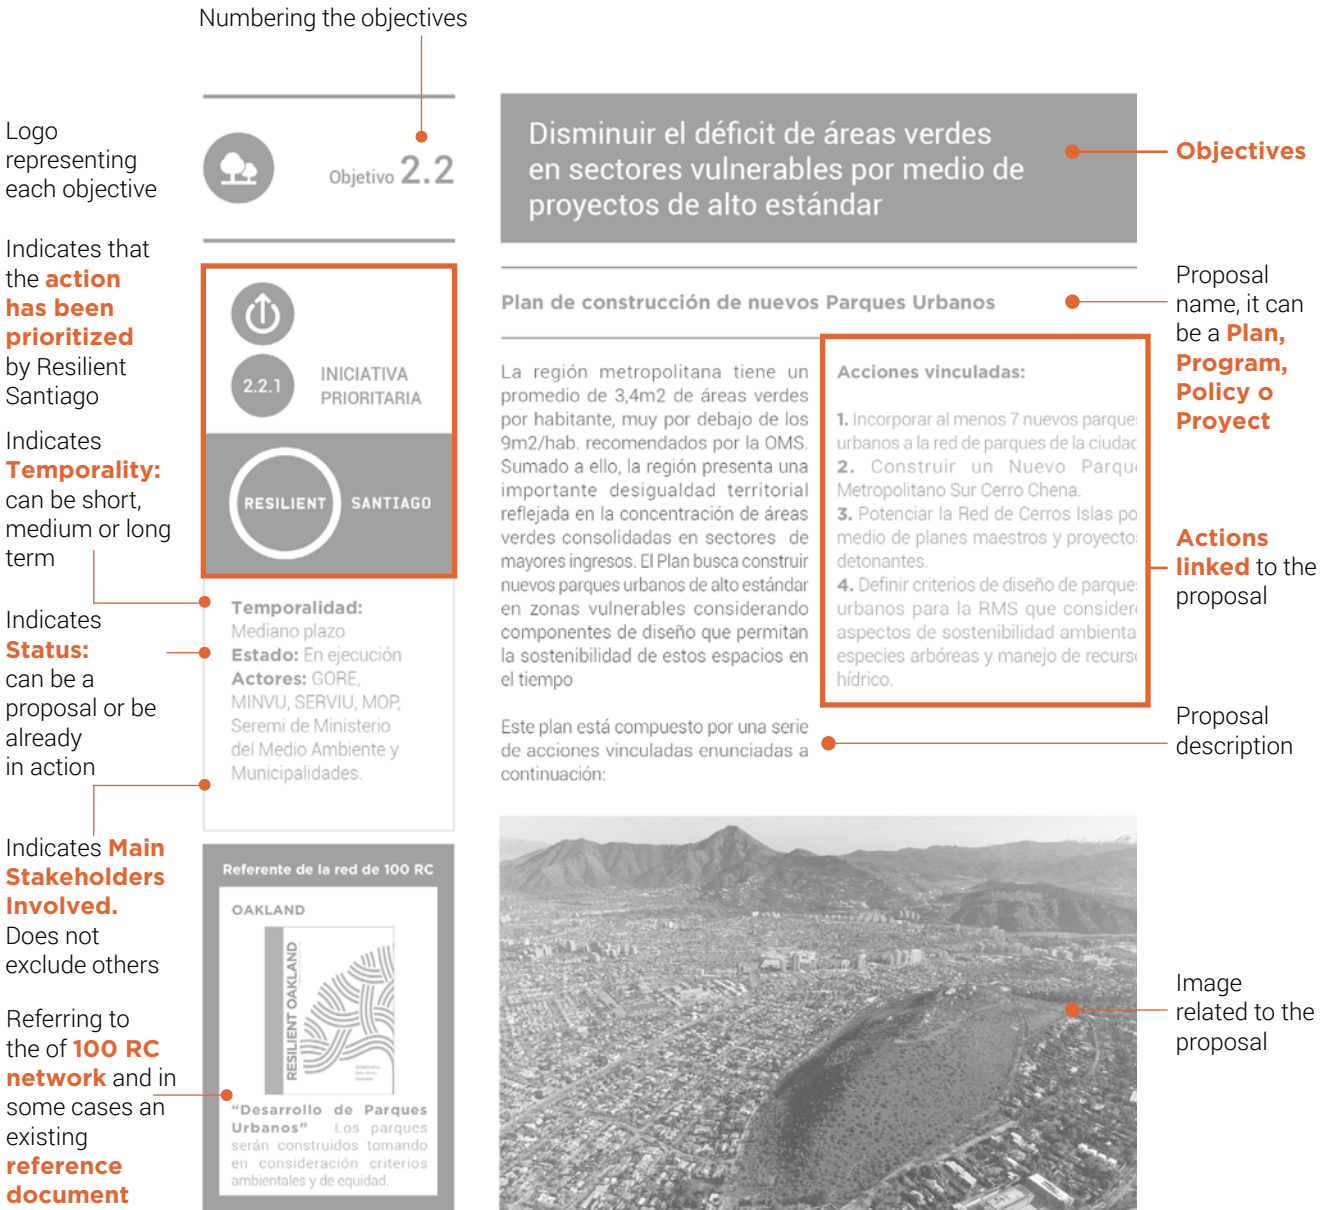 Numbering the objectives
Logo
representing
each objective
Objetivo 2.2
Disminuir el déficit de áreas verdes
en sectores vulnerables por medio de
proyectos de alto estándar
Objectives
Indicates that
the action
has been
prioritized
by Resilient
Santiago
2.2.1
INICIATIVA
PRIORITARIA
RESILIENT SANTIAGO
Indicates
Temporality:
can be short,
medium or long
term
Indicates
Status:
can be a
proposal or be
already
in action
Temporalidad:
Mediano plazo
Estado: En ejecución
Actores: GORE,
MINVU, SERVIU, MOP,
Seremi de Ministerio
del Medio Ambiente y
Municipalidades.
Indicates Main
Stakeholders
Involved.
Does not
exclude others
Referring to
the of 100 RC
network and in
some cases an
existing
reference
document
Referente de la red de 100 RC
OAKLAND
RESILIENT OAKLAND
“Desarrollo de Parques
Urbanos” Los parques
serán construidos tomando
en consideración criterios
ambientales y de equidad.
Plan de construcción de nuevos Parques Urbanos
Proposal
name, it can
be a Plan,
Program,
Policy o
Proyect
La región metropolitana tiene un
promedio de 3,4m2 de áreas verdes
por habitante, muy por debajo de los
9m2/hab. recomendados por la OMS.
Sumado a ello, la región presenta una
importante desigualdad territorial
reflejada en la concentración de áreas
verdes consolidadas en sectores de
mayores ingresos. El Plan busca construir
nuevos parques urbanos de alto estándar
en zonas vulnerables considerando
componentes de diseño que permitan
la sostenibilidad de estos espacios en
el tiempo
Este plan está compuesto por una serie
de acciones vinculadas enunciadas a
continuación:
Acciones vinculadas:
1. Incorporar al menos 7 nuevos parque
urbanos a la red de parques de la ciudad
2. Construir un Nuevo Parqu
Metropolitano Sur Cerro Chena.
3. Potenciar la Red de Cerros Islas po
medio de planes maestros y proyecto
detonantes.
4. Definir criterios de diseño de parque
urbanos para la RMS que consider
aspectos de sostenibilidad ambienta
especies arbóreas y manejo de recurs
hídrico.
Actions
linked to the
proposal
Proposal
description
Image
related to the
proposal